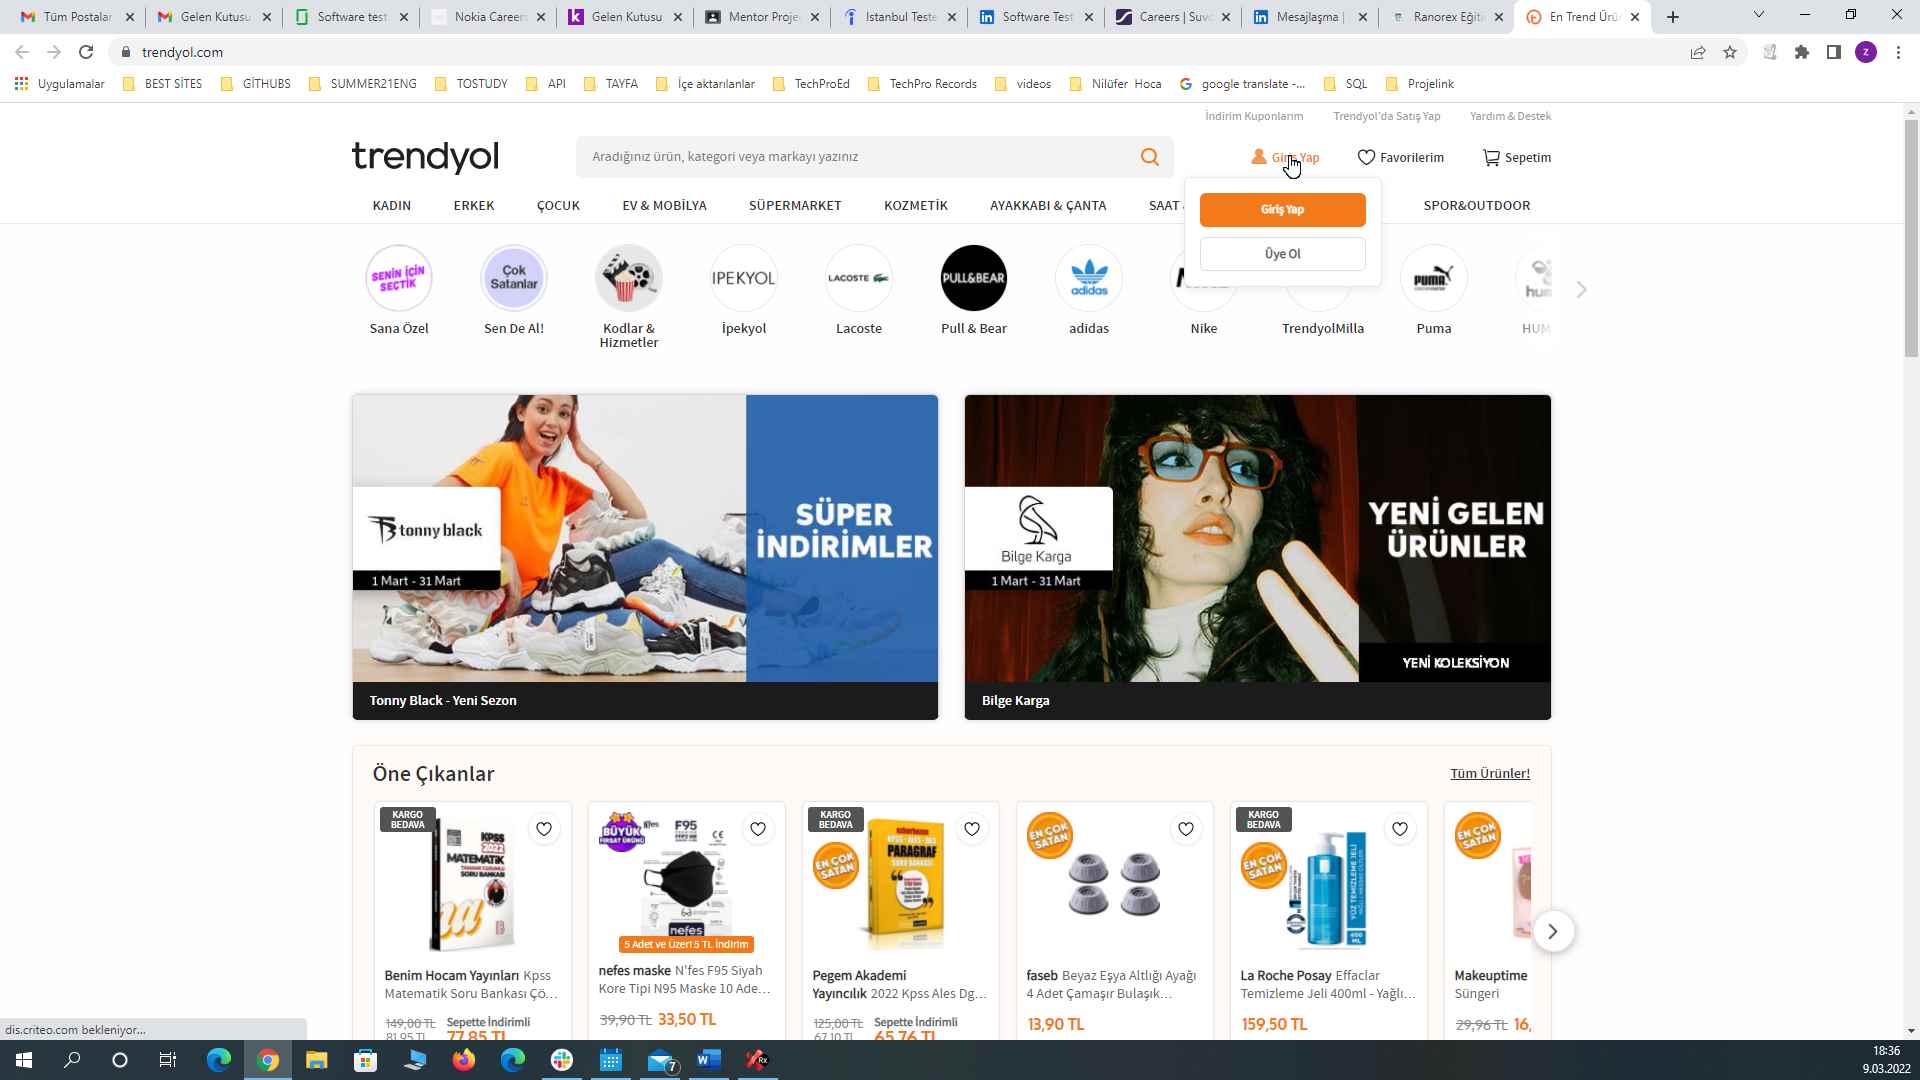 Tüm Postalar
Gelen Kutusu
Software test
Nokia Career
Gelen Kutusu
Mentor Proje
Istanbul Teste
Software Test
Careers | Suvo
Mesajlaşma |
Ranorex Eğiti
En Trend Ürü
trendyol.com
z
Uygulamalar
BEST SİTES
GİTHUBS
SUMMER21ENG
TOSTUDY
API
TAYFA
İçe aktarılanlar
TechProEd
TechPro Records
videos
Nilüfer Hoca
google translate -...
SQL
Projelink
İndirim Kuponlarım
Trendyol'da Satış Yap
Yardım & Destek
trendyol
Aradığınız ürün, kategori veya markayı yazınız
Giriş Yap
Favorilerim
Sepetim
KADIN
ERKEK
ÇOCUK
EV & MOBİLYA
SÜPERMARKET
KOZMETİK
AYAKKABI & ÇANTA
SAAT
SPOR&OUTDOOR
Giriş Yap
Üye Ol
SENİN İÇİN
SEÇTİK
Çok
Satanlar
IPEKYOL
LACOSTE
PULL&BEAR
adidas
PUMA
hum
Sana Özel
Sen De Al!
Kodlar &
Hizmetler
İpekyol
Lacoste
Pull & Bear
adidas
Nike
TrendyolMilla
Puma
HUM
tonny black
1 Mart - 31 Mart
SÜPER
İNDİRİMLER
Tonny Black - Yeni Sezon
Bilge Karga
1 Mart - 31 Mart
YENİ GELEN
ÜRÜNLER
YENİ KOLEKSİYON
Bilge Karga
Öne Çıkanlar
Tüm Ürünler!
KARGO
BEDAVA
KPSS
2022
MATEMATİK
SORU BANKASI
Benim Hocam Yayınları Kpss
Matematik Soru Bankası Çö...
149,00 TL
81,95 TL
Sepette İndirimli
77,85 TL
BÜYÜK
FIRSAT ÜRÜNÜ
nefes
F95
nefes
5 Adet ve Üzeri 5 TL İndirim
nefes maske N'fes F95 Siyah
Kore Tipi N95 Maske 10 Ade...
39,90 TL 33,50 TL
KARGO
BEDAVA
EN ÇOK
SATAN
PARAGRAF
SORU BANKASI
Pegem Akademi
Yayıncılık 2022 Kpss Ales Dg...
125,00 TL
67,10 TL
Sepette İndirimli
65,76 TL
EN ÇOK
SATAN
faseb Beyaz Eşya Altlığı Ayağı
4 Adet Çamaşır Bulaşık...
13,90 TL
KARGO
BEDAVA
EN ÇOK
SATAN
YÜZ TEMİZLEME JELİ
400 ML
La Roche Posay Effaclar
Temizleme Jeli 400ml - Yağlı...
159,50 TL
EN ÇOK
SATAN
Makeuptime
Süngeri
29,96 TL 16,
dis.criteo.com bekleniyor...
7
18:36
9.03.2022